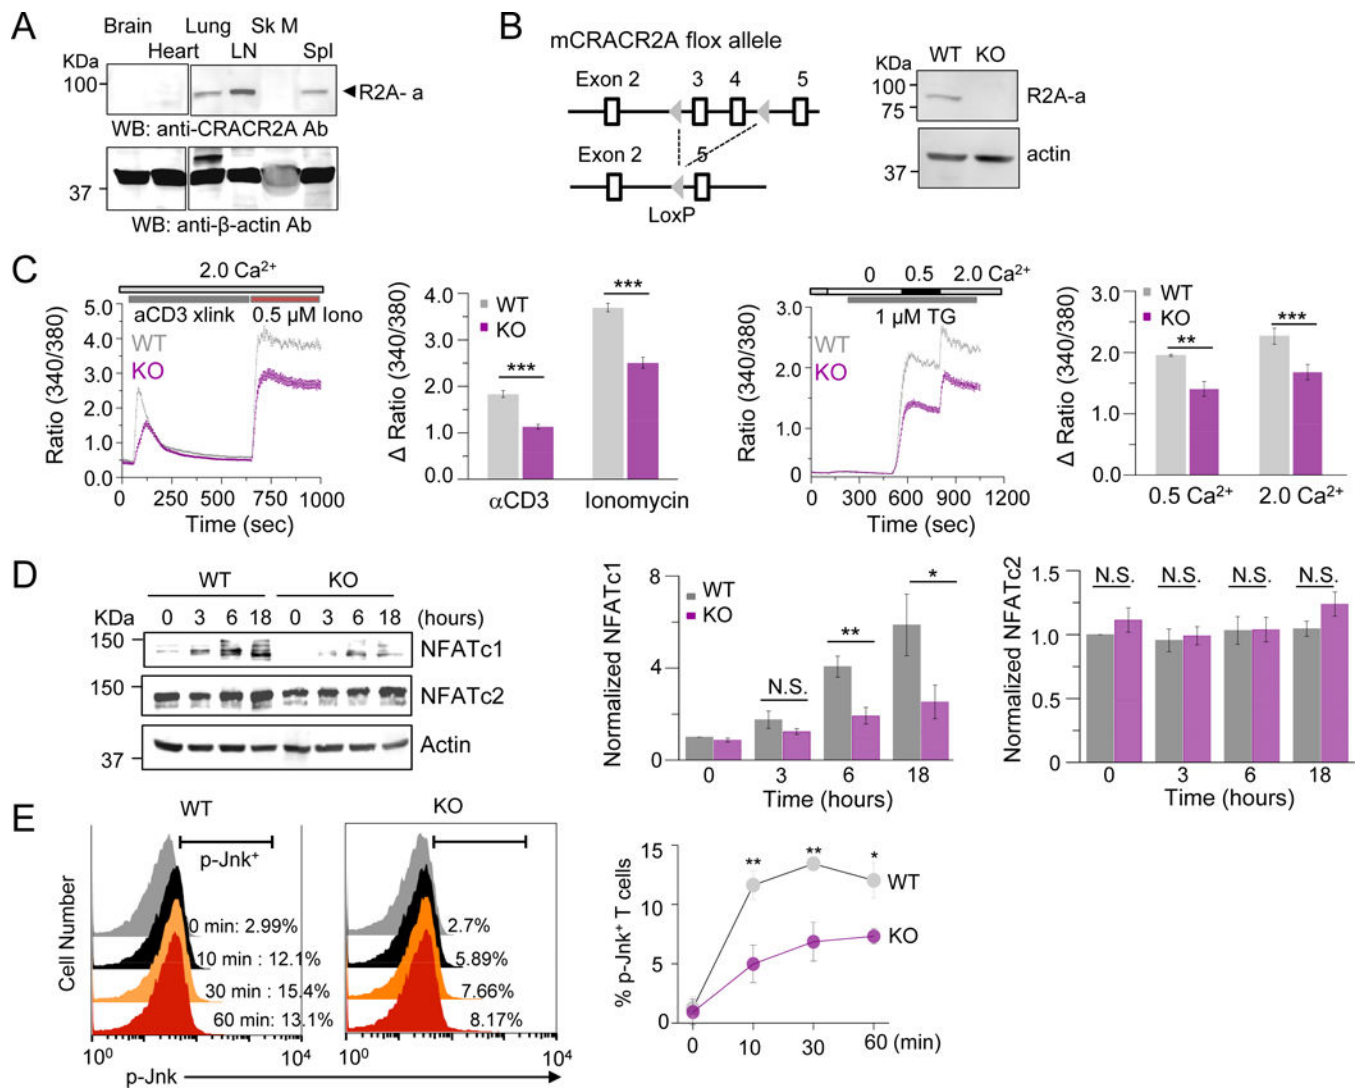 A
Brain Lung Sk M
KDa Heart LN Spl
100
R2A- a
WB: anti-CRACR2A Ab
37
WB: anti-β-actin Ab
B
mCRACR2A flox allele
Exon 2 3 4 5
Exon 2 5
LoxP
WT KO
KDa
100
75
R2A-a
37
actin
C
2.0 Ca²⁺
aCD3 xlink 0.5 µM Iono
WT
KO
Ratio (340/380)
5.0
4.0
3.0
2.0
1.0
0.0
0 250 500 750 1000
Time (sec)
Δ Ratio (340/380)
4.0
3.0
2.0
1.0
0.0
WT
KO
***
***
αCD3 Ionomycin
0 0.5 2.0 Ca²⁺
1 µM TG
WT
KO
Ratio (340/380)
3.0
2.0
1.0
0
0 300 600 900 1200
Time (sec)
Δ Ratio (340/380)
3.0
2.0
1.0
0.0
WT
KO
**
***
0.5 Ca²⁺ 2.0 Ca²⁺
D
WT KO
KDa 0 3 6 18 0 3 6 18 (hours)
150 NFATc1
150 NFATc2
37 Actin
Normalized NFATc1
8
4
0
WT
KO
N.S.
**
*
0 3 6 18
Time (hours)
Normalized NFATc2
1.5
1.0
0.5
0
N.S. N.S. N.S. N.S.
0 3 6 18
Time (hours)
E
WT KO
Cell Number
p-Jnk⁺
0 min: 2.99%
10 min : 12.1%
30 min : 15.4%
60 min: 13.1%
2.7%
5.89%
7.66%
8.17%
10⁰ 10⁴ 10⁰ 10⁴
p-Jnk
% p-Jnk⁺ T cells
15
10
5
0
** ** *
WT
KO
0 10 30 60 (min)